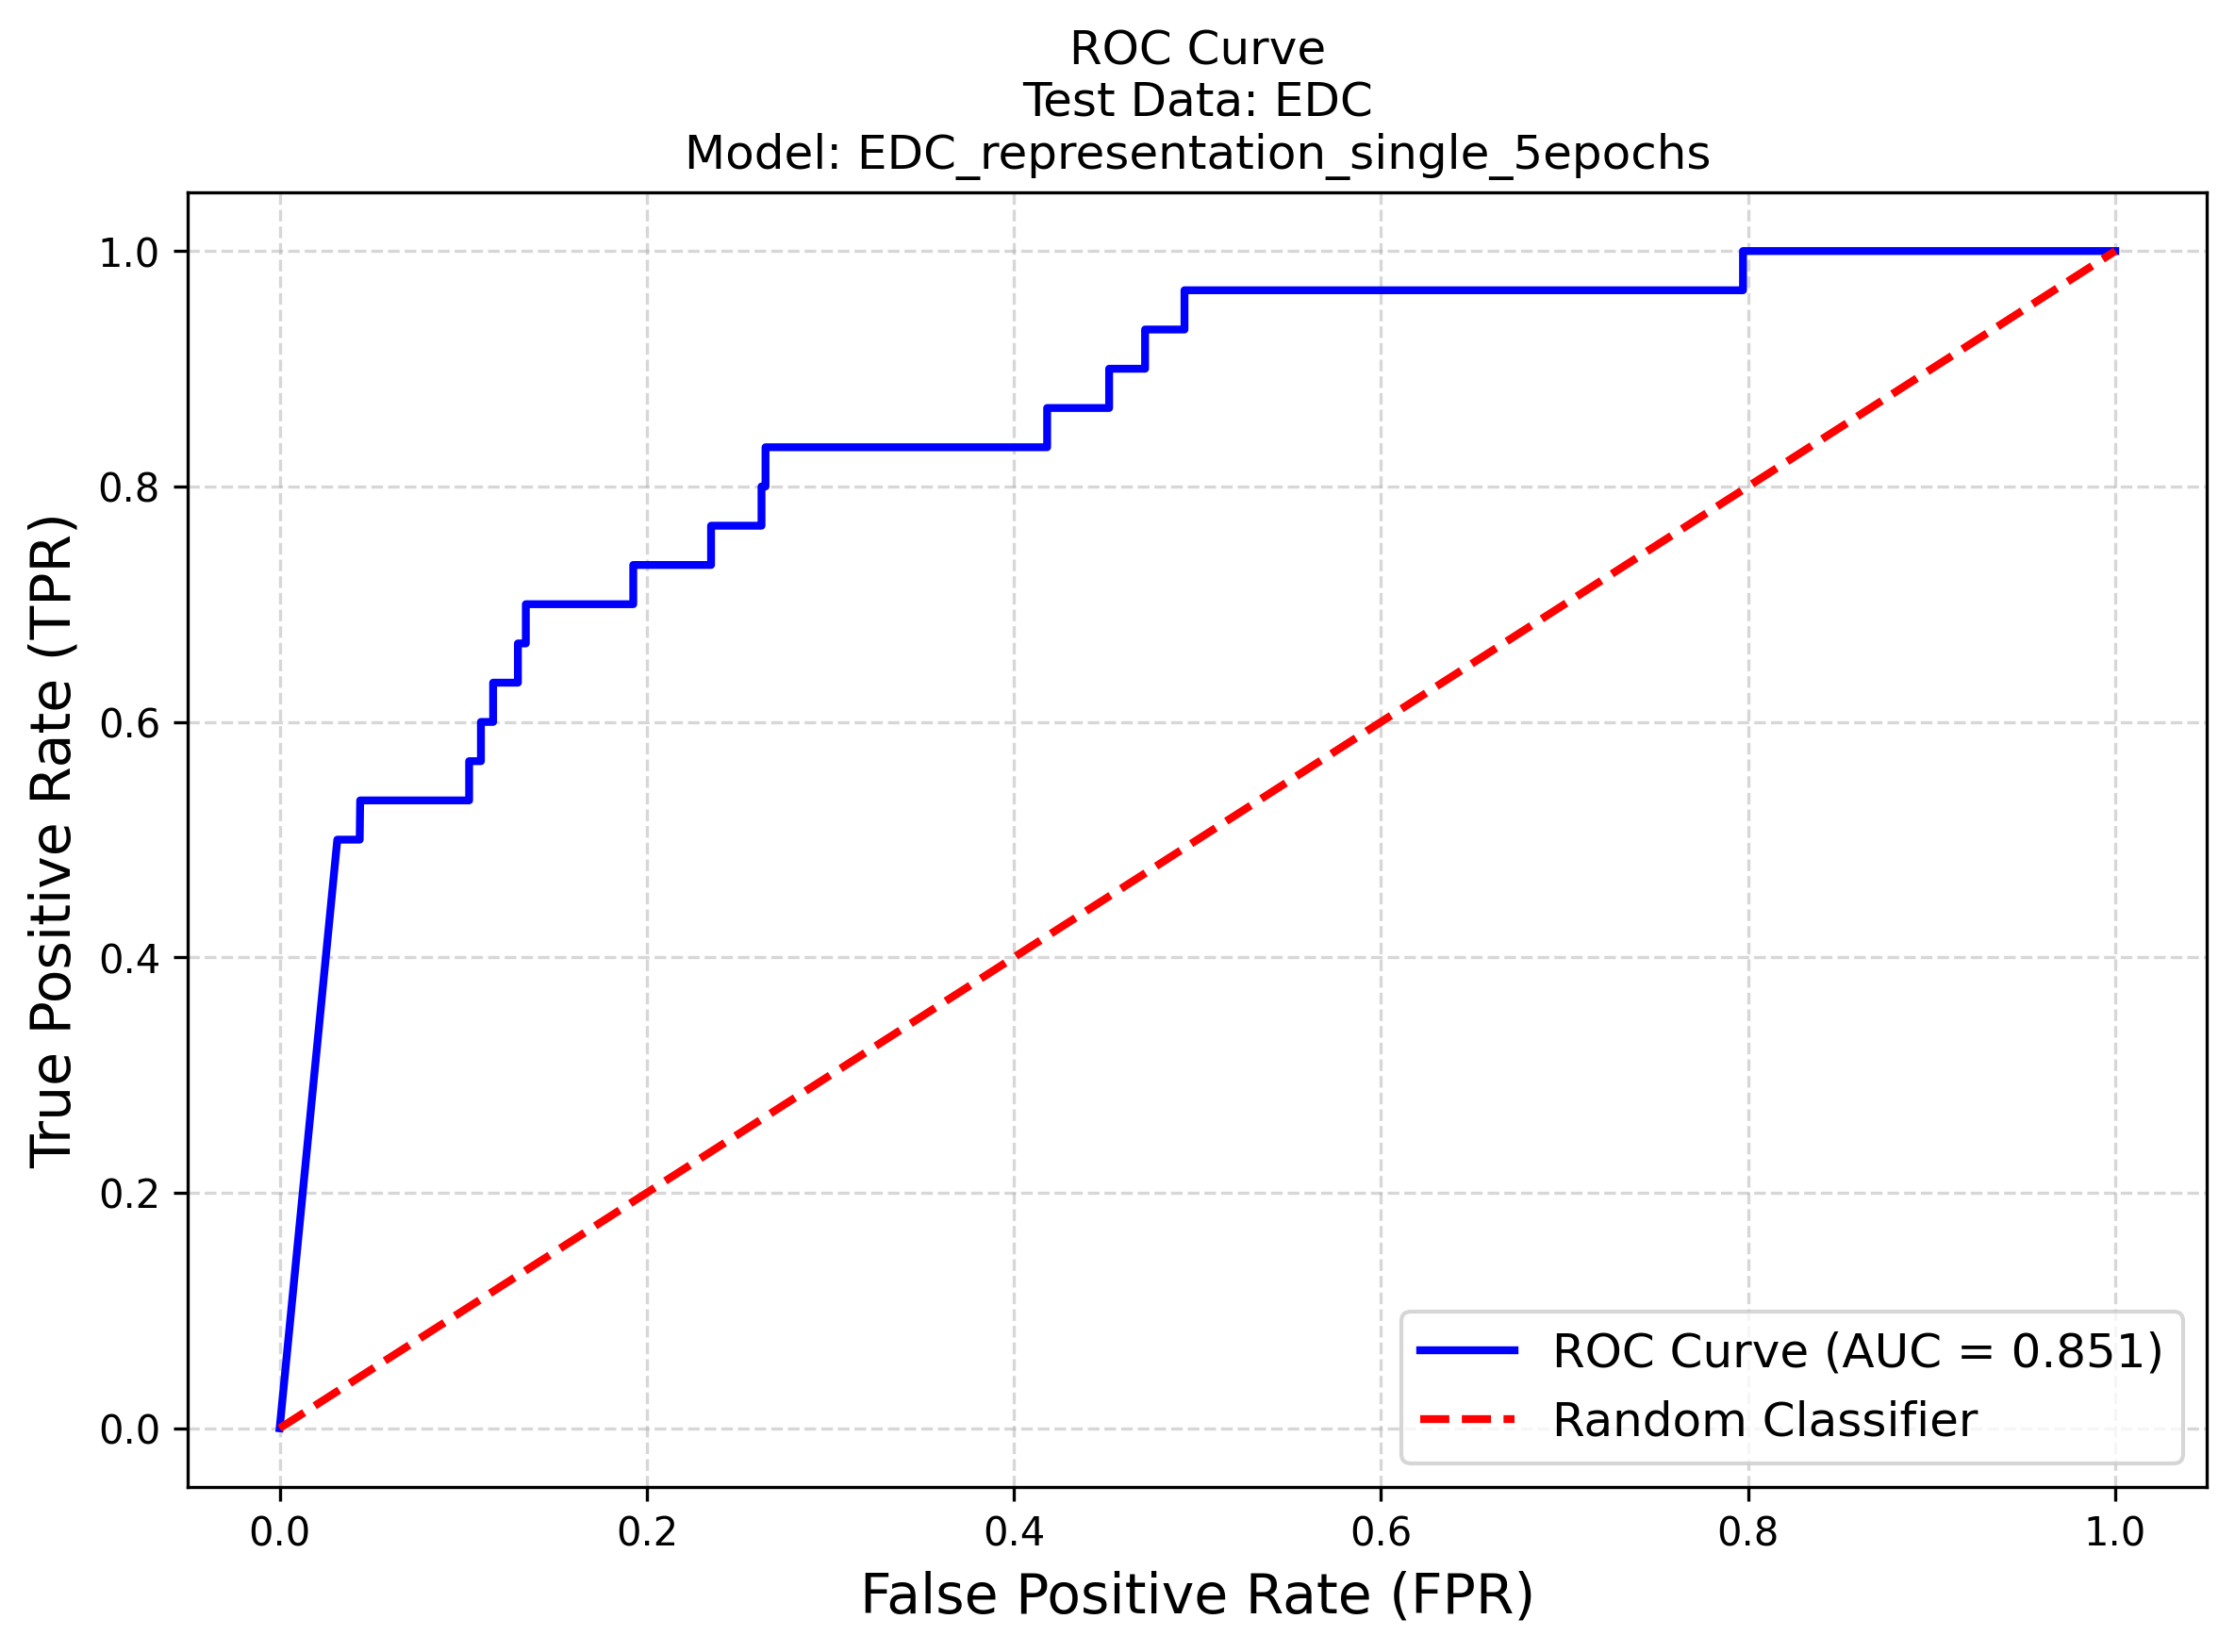 ROC Curve
Test Data: EDC
Model: EDC_representation_single_5epochs
True Positive Rate (TPR)
1.0
0.8
0.6
0.4
0.2
0.0
ROC Curve (AUC = 0.851)
Random Classifier
0.0 0.2 0.4 0.6 0.8 1.0
False Positive Rate (FPR)